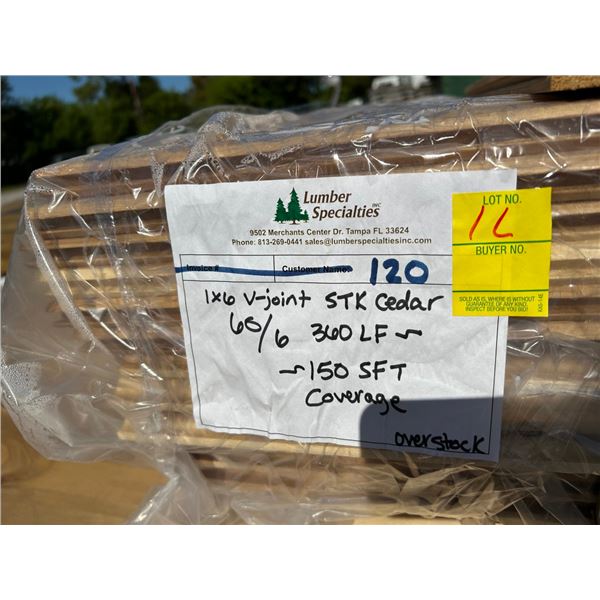 Lumber
Specialties INC
9502 Merchants Center Dr. Tampa FL 33624
Phone: 813-269-0441 sales@lumberspecialtiesinc.com
Invoice # Customer Name: 120
1x6 V-joint STK Cedar
60/6 360 LF ~
~150 SFT
Coverage
overstock
LOT NO.
1L
BUYER NO.
SOLD AS IS, WHERE IS WITHOUT
GUARANTEE OF ANY KIND.
INSPECT BEFORE YOU BID!